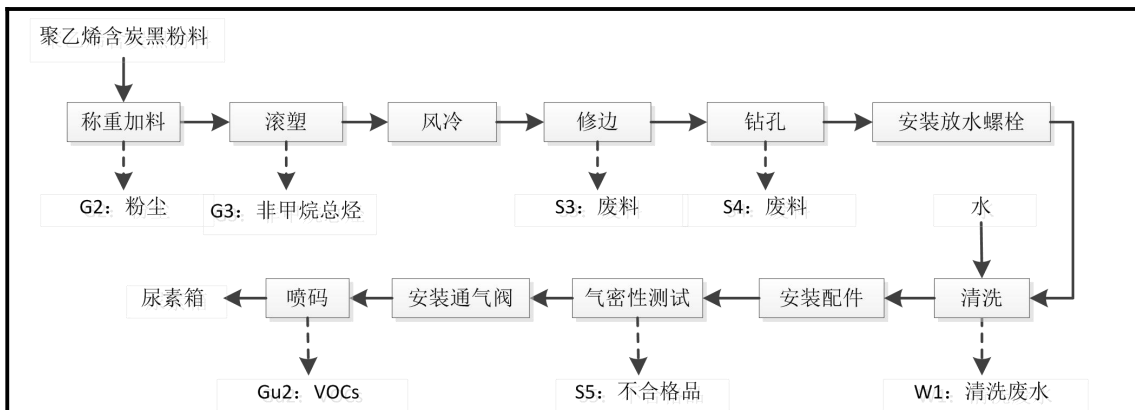 聚乙烯含炭黑粉料
称重加料
滚塑
风冷
修边
钻孔
安装放水螺栓
G2：粉尘
G3：非甲烷总烃
S3：废料
S4：废料
水
尿素箱
喷码
安装通气阀
气密性测试
安装配件
清洗
Gu2：VOCs
S5：不合格品
W1：清洗废水